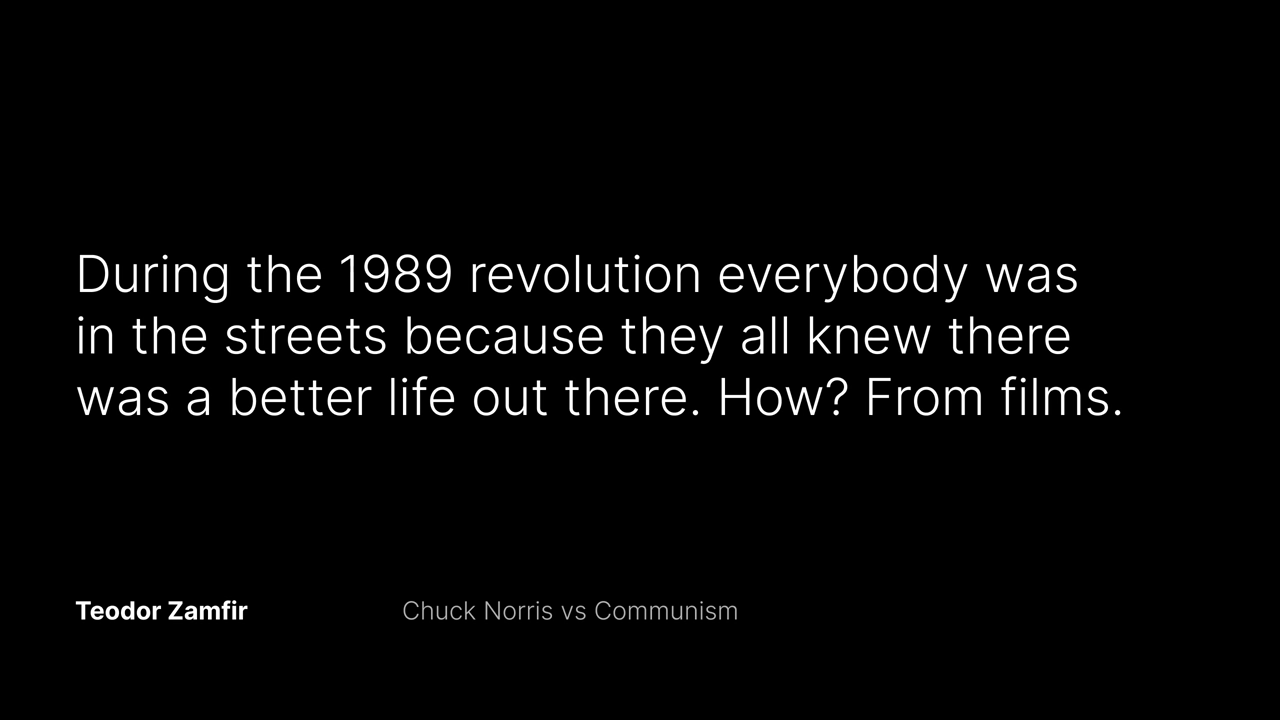 During the 1989 revolution everybody was
in the streets because they all knew there
was a better life out there. How? From films.
Teodor Zamfir
Chuck Norris vs Communism